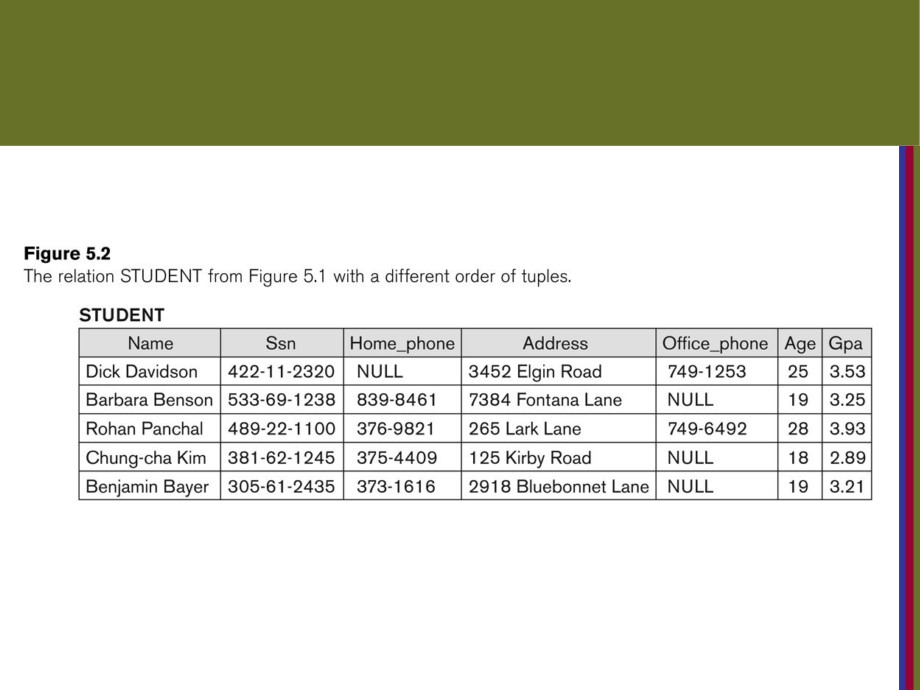 Figure 5.2
The relation STUDENT from Figure 5.1 with a different order of tuples.
STUDENT
Name Ssn Home_phone Address Office_phone Age Gpa
Dick Davidson 422-11-2320 NULL 3452 Elgin Road 749-1253 25 3.53
Barbara Benson 533-69-1238 839-8461 7384 Fontana Lane NULL 19 3.25
Rohan Panchal 489-22-1100 376-9821 265 Lark Lane 749-6492 28 3.93
Chung-cha Kim 381-62-1245 375-4409 125 Kirby Road NULL 18 2.89
Benjamin Bayer 305-61-2435 373-1616 2918 Bluebonnet Lane NULL 19 3.21